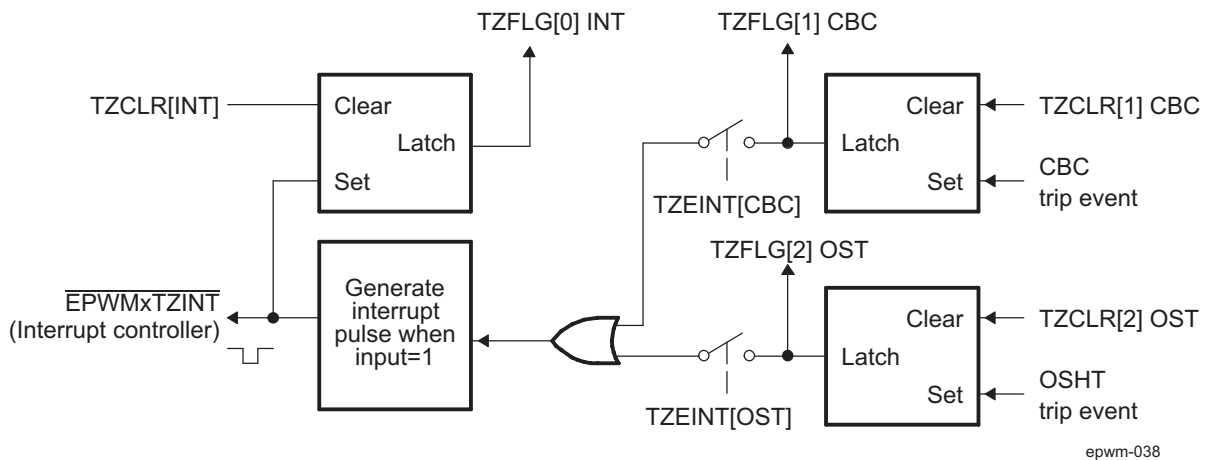 TZFLG[0] INT
TZFLG[1] CBC
TZCLR[INT]
Clear
Latch
Set
Clear
Latch
Set
TZCLR[1] CBC
CBC
trip event
TZEINT[CBC]
TZFLG[2] OST
EPWMxTZINT
(Interrupt controller)
Generate
interrupt
pulse when
input=1
Clear
Latch
Set
TZCLR[2] OST
OSHT
trip event
TZEINT[OST]
epwm-038